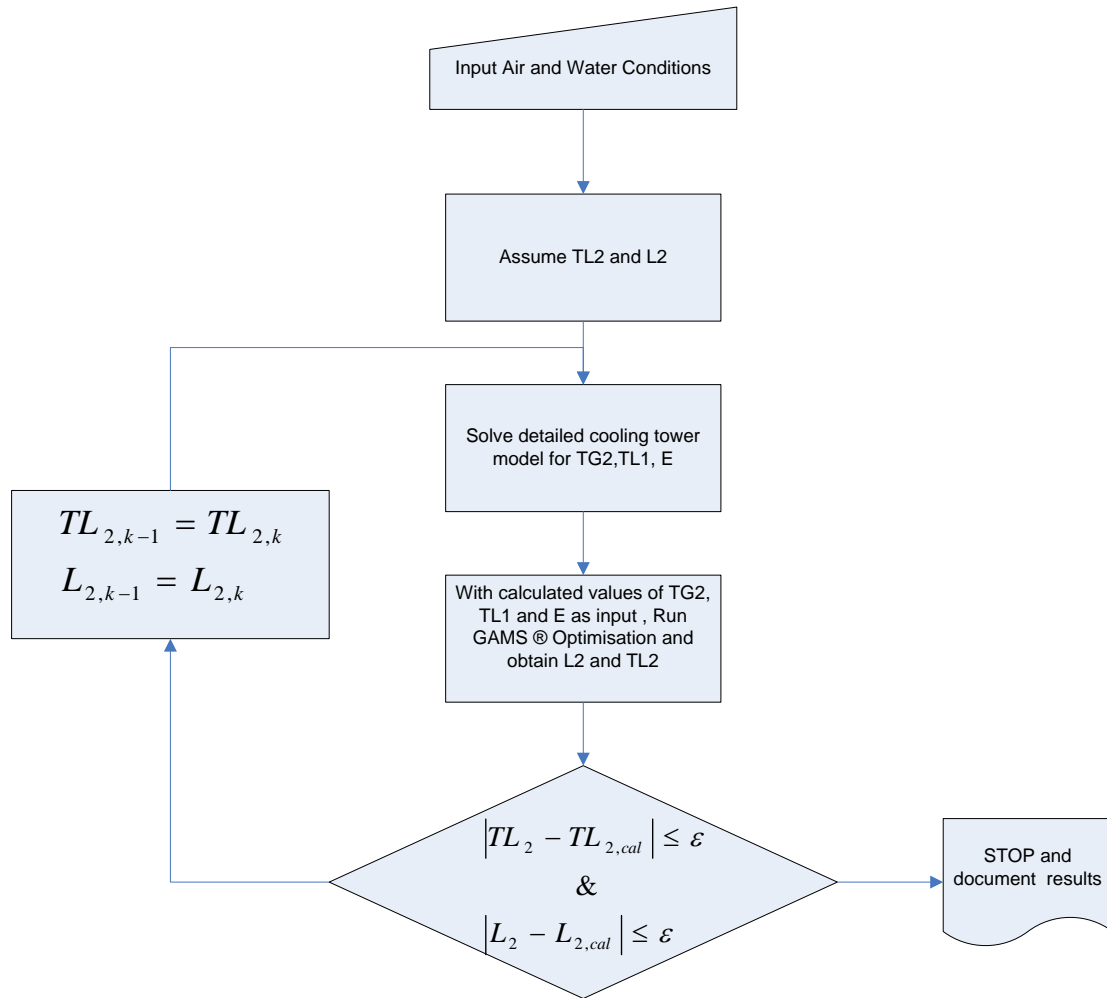 Input Air and Water Conditions
Assume TL2 and L2
Solve detailed cooling tower
model for TG2,TL1, E
With calculated values of TG2,
TL1 and E as input , Run
GAMS ® Optimisation and
obtain L2 and TL2
|TL₂ − TL₂,cal| ≤ ε
&
|L₂ − L₂,cal| ≤ ε
TL₂,k−1 = TL₂,k
L₂,k−1 = L₂,k
STOP and
document results